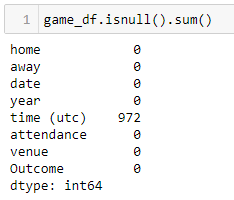 1 game_df.isnull().sum()
home 0
away 0
date 0
year 0
time (utc) 972
attendance 0
venue 0
Outcome 0
dtype: int64